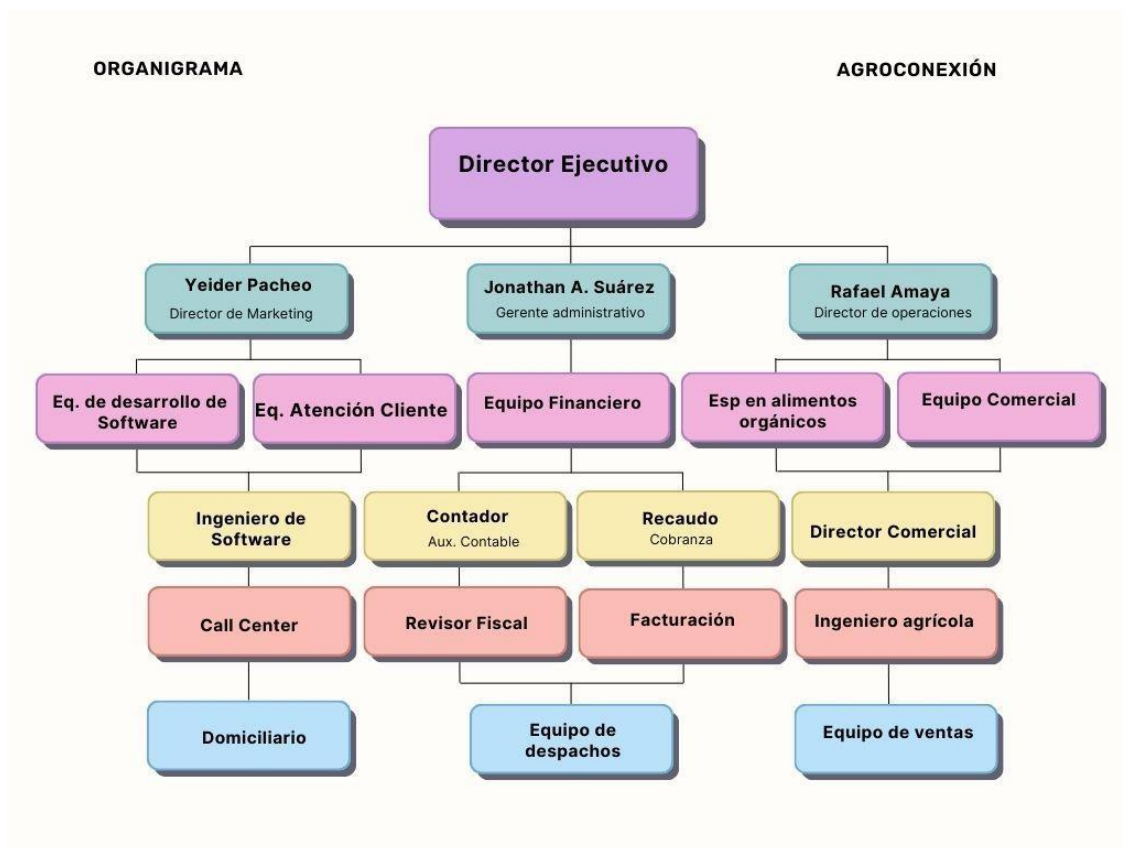 ORGANIGRAMA
AGROCONEXIÓN
Director Ejecutivo
Yeider Pacheo
Director de Marketing
Jonathan A. Suárez
Gerente administrativo
Rafael Amaya
Director de operaciones
Eq. de desarrollo de
Software
Eq. Atención Cliente
Equipo Financiero
Esp en alimentos
orgánicos
Equipo Comercial
Ingeniero de
Software
Contador
Aux. Contable
Recaudo
Cobranza
Director Comercial
Call Center
Revisor Fiscal
Facturación
Ingeniero agrícola
Domiciliario
Equipo de
despachos
Equipo de ventas